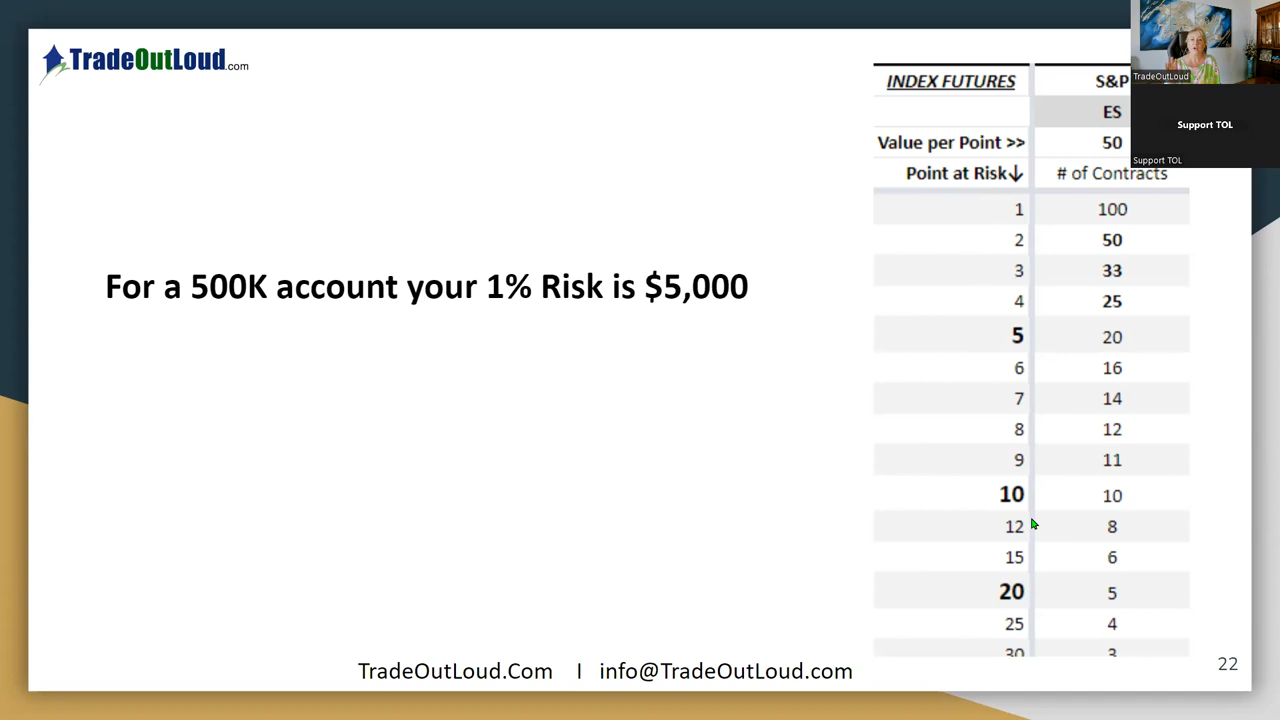 TradeOutLoud.com
TradeOutLoud
Support TOL
Support TOL
INDEX FUTURES S&P
ES
Value per Point >> 50
Point at Risk↓ # of Contracts
1 100
2 50
3 33
4 25
5 20
6 16
7 14
8 12
9 11
10 10
12 8
15 6
20 5
25 4
30 3
For a 500K account your 1% Risk is $5,000
TradeOutLoud.Com I info@TradeOutLoud.com
22